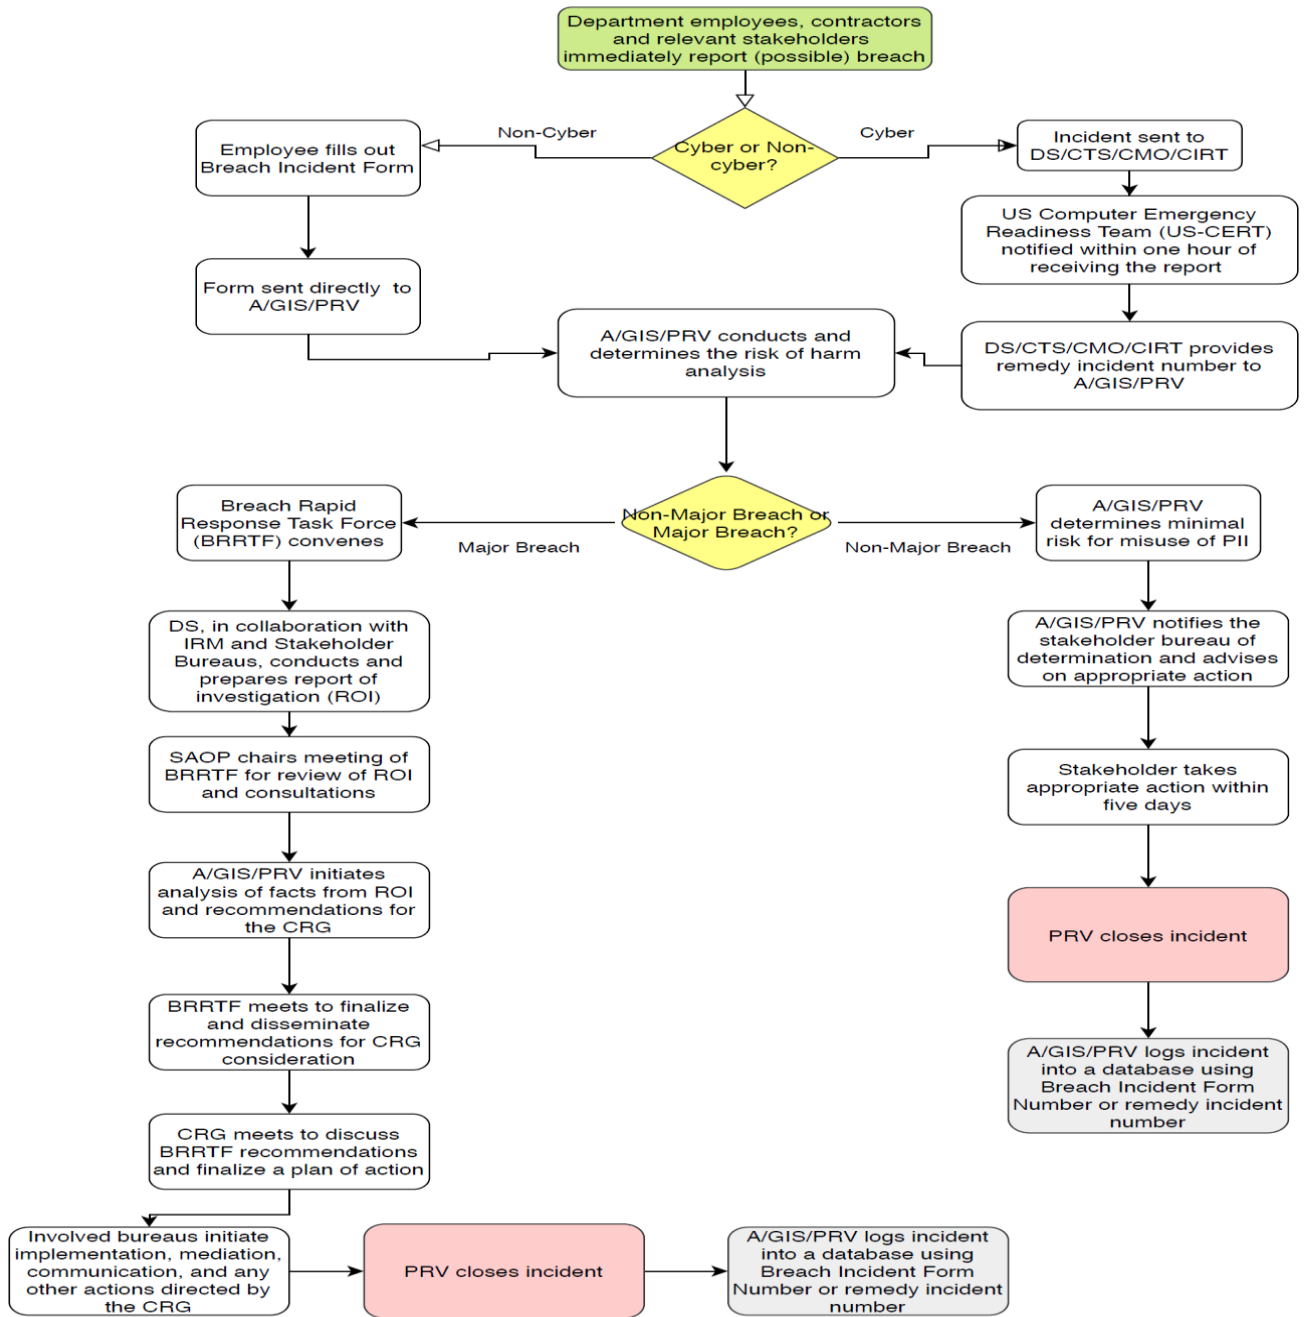 Department employees, contractors
and relevant stakeholders
immediately report (possible) breach
Non-Cyber
Cyber
Cyber or Non-
cyber?
Employee fills out
Breach Incident Form
Incident sent to
DS/CTS/CMO/CIRT
US Computer Emergency
Readiness Team (US-CERT)
notified within one hour of
receiving the report
Form sent directly to
A/GIS/PRV
A/GIS/PRV conducts and
determines the risk of harm
analysis
DS/CTS/CMO/CIRT provides
remedy incident number to
A/GIS/PRV
Non-Major Breach or
Major Breach?
Major Breach
Non-Major Breach
Breach Rapid
Response Task Force
(BRRTF) convenes
A/GIS/PRV
determines minimal
risk for misuse of PII
DS, in collaboration with
IRM and Stakeholder
Bureaus, conducts and
prepares report of
investigation (ROI)
A/GIS/PRV notifies the
stakeholder bureau of
determination and advises
on appropriate action
SAOP chairs meeting of
BRRTF for review of ROI
and consultations
Stakeholder takes
appropriate action within
five days
A/GIS/PRV initiates
analysis of facts from ROI
and recommendations for
the CRG
PRV closes incident
BRRTF meets to finalize
and disseminate
recommendations for CRG
consideration
A/GIS/PRV logs incident
into a database using
Breach Incident Form
Number or remedy incident
number
CRG meets to discuss
BRRTF recommendations
and finalize a plan of action
Involved bureaus initiate
implementation, mediation,
communication, and any
other actions directed by
the CRG
PRV closes incident
A/GIS/PRV logs incident
into a database using
Breach Incident Form
Number or remedy incident
number